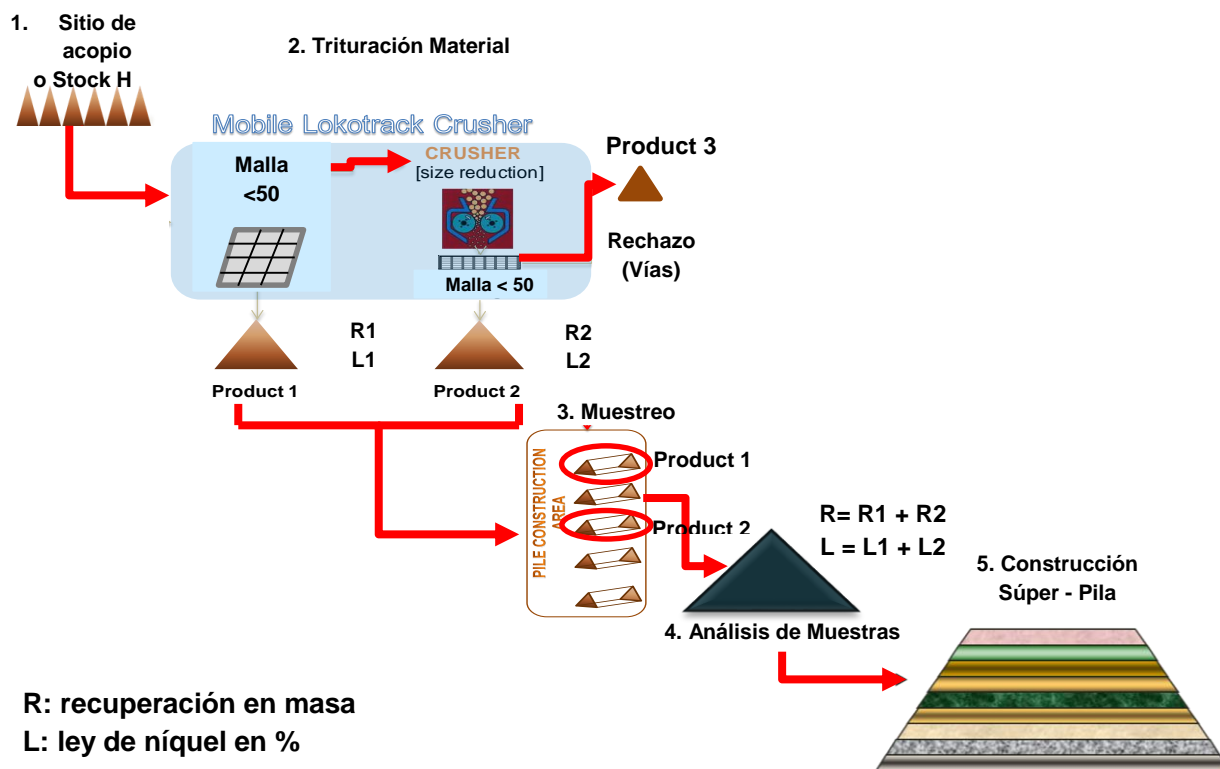 1. Sitio de
acopio
o Stock H
2. Trituración Material
Mobile Lokotrack Crusher
Malla
<50
CRUSHER
[size reduction]
Malla < 50
Product 3
Rechazo
(Vías)
R1
L1
R2
L2
Product 1
Product 2
3. Muestreo
PILE CONSTRUCTION
AREA
Product 1
Product 2
R= R1 + R2
L = L1 + L2
4. Análisis de Muestras
5. Construcción
Súper - Pila
R: recuperación en masa
L: ley de níquel en %